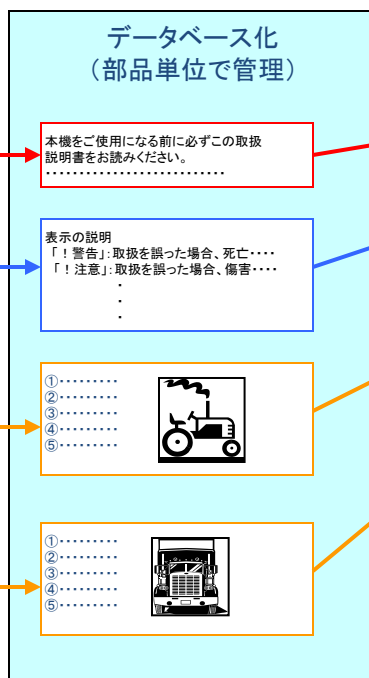 データベース化
（部品単位で管理）
本機をご使用になる前に必ずこの取扱
説明書をお読みください。
・・・・・・・・・・・・・・・・・・・・・・・・・・・
表示の説明
「！警告」：取扱を誤った場合、死亡・・・・
「！注意」：取扱を誤った場合、傷害・・・・
・
・
・
①・・・・・・・・・
②・・・・・・・・・
③・・・・・・・・・
④・・・・・・・・・
⑤・・・・・・・・・
①・・・・・・・・・
②・・・・・・・・・
③・・・・・・・・・
④・・・・・・・・・
⑤・・・・・・・・・